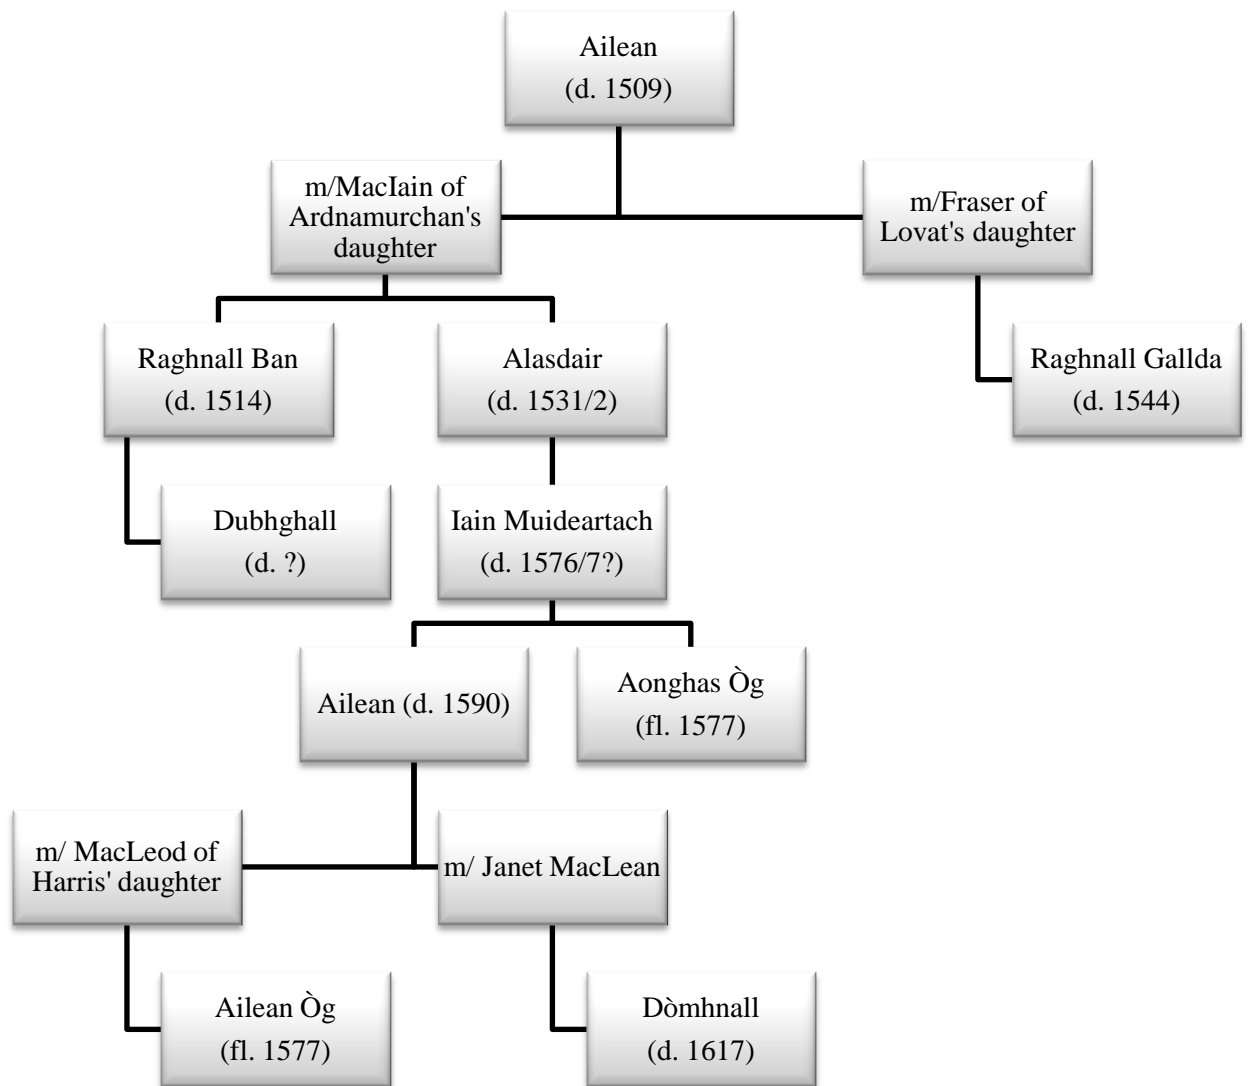 Ailean
(d. 1509)
m/MacIain of
Ardnamurchan's
daughter
m/Fraser of
Lovat's daughter
Raghnall Ban
(d. 1514)
Alasdair
(d. 1531/2)
Raghnall Gallda
(d. 1544)
Dubhghall
(d. ?)
Iain Muideartach
(d. 1576/7?)
Ailean (d. 1590)
Aonghas Òg
(fl. 1577)
m/ MacLeod of
Harris' daughter
m/ Janet MacLean
Ailean Òg
(fl. 1577)
Dòmhnall
(d. 1617)